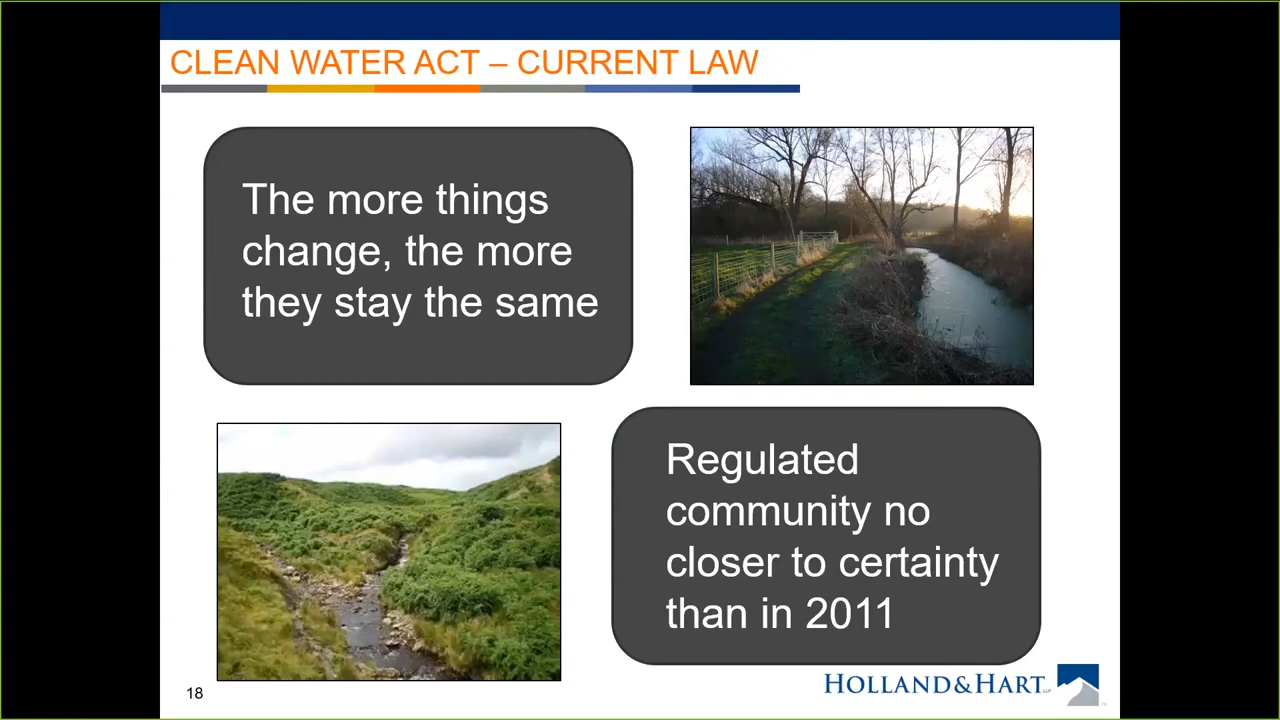 CLEAN WATER ACT – CURRENT LAW
The more things
change, the more
they stay the same
Regulated
community no
closer to certainty
than in 2011
18
HOLLAND&HART LLP